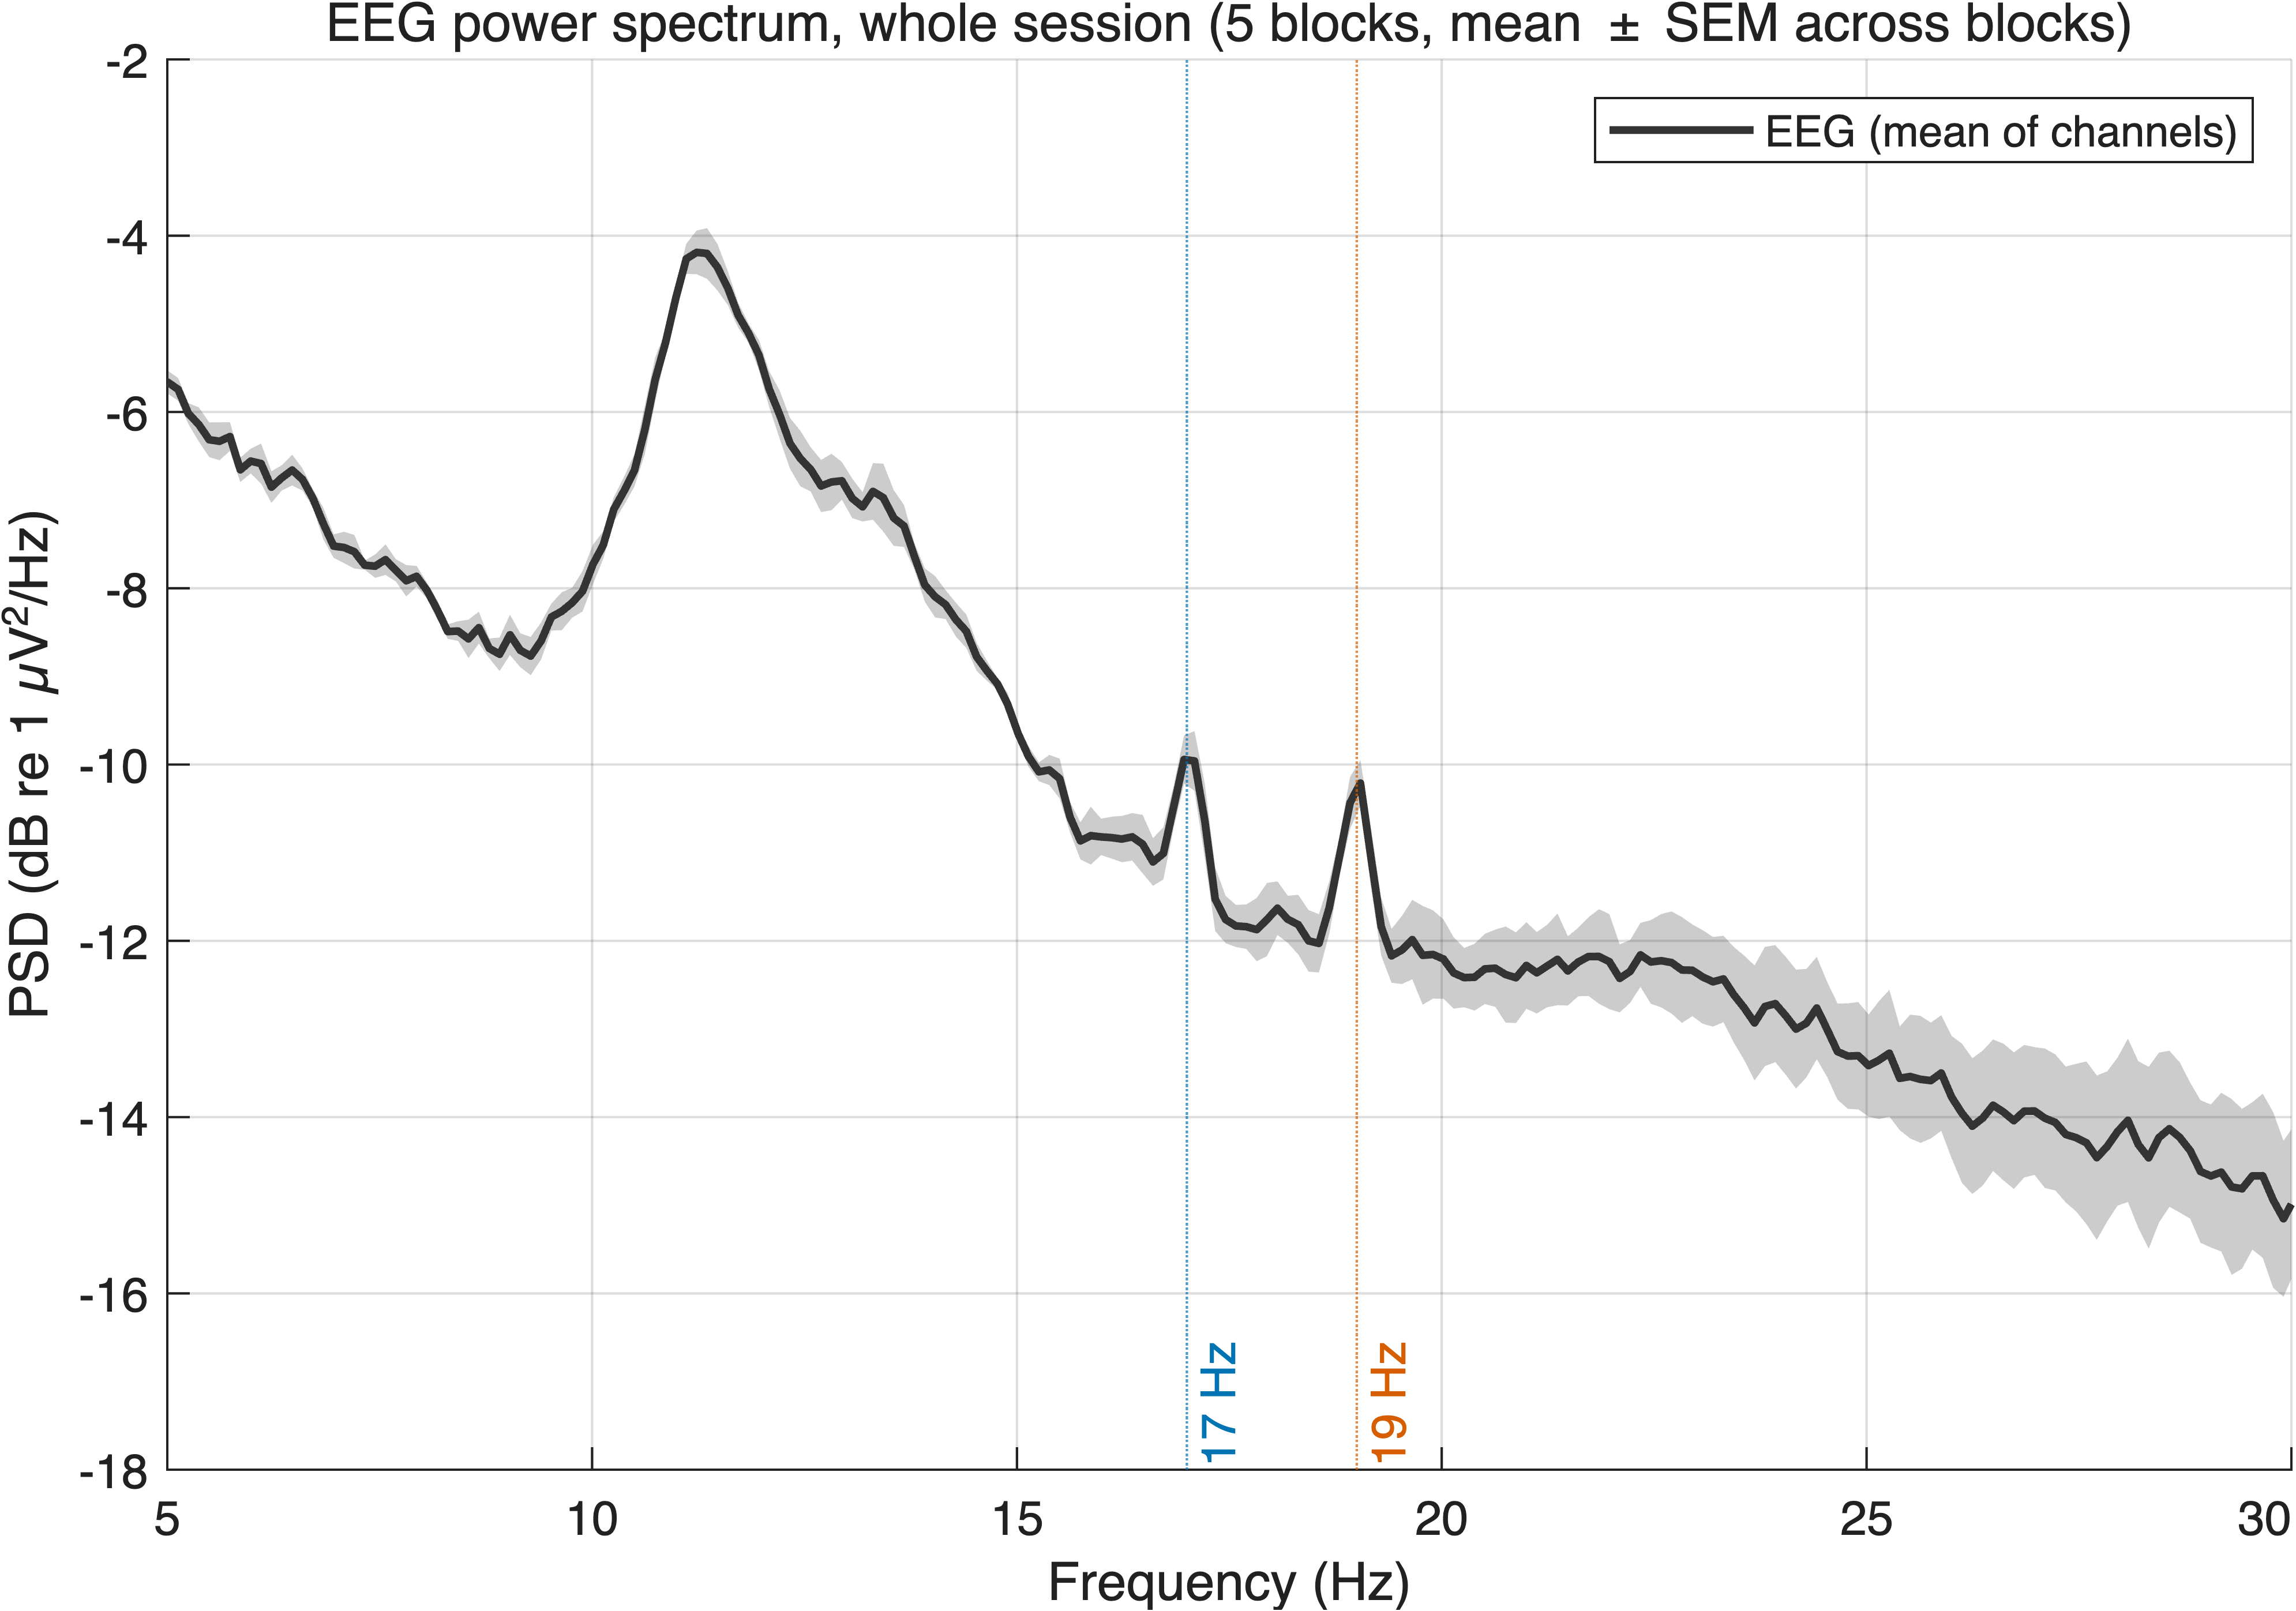 EEG power spectrum, whole session (5 blocks, mean ± SEM across blocks)
EEG (mean of channels)
PSD (dB re 1 µV²/Hz)
-2
-4
-6
-8
-10
-12
-14
-16
-18
17 Hz
19 Hz
5
10
15
20
25
30
Frequency (Hz)